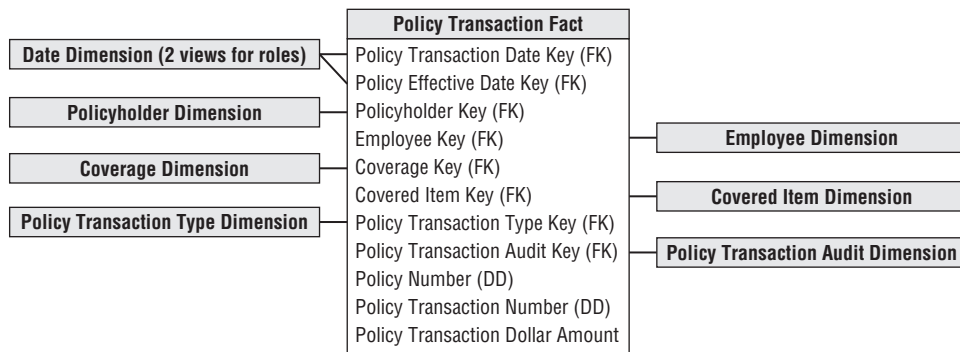 Policy Transaction Fact
Date Dimension (2 views for roles)
Policyholder Dimension
Coverage Dimension
Policy Transaction Type Dimension
Policy Transaction Date Key (FK)
Policy Effective Date Key (FK)
Policyholder Key (FK)
Employee Key (FK)
Coverage Key (FK)
Covered Item Key (FK)
Policy Transaction Type Key (FK)
Policy Transaction Audit Key (FK)
Policy Number (DD)
Policy Transaction Number (DD)
Policy Transaction Dollar Amount
Employee Dimension
Covered Item Dimension
Policy Transaction Audit Dimension